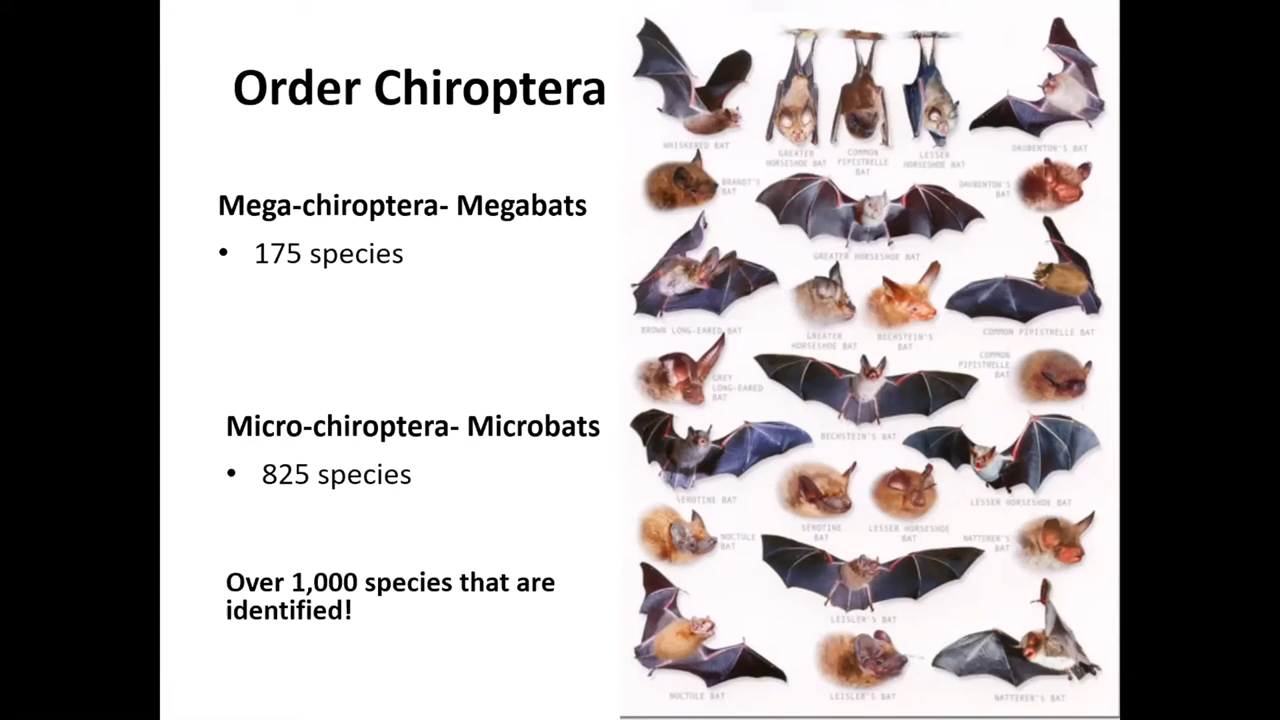 Order Chiroptera
Mega-chiroptera- Megabats
• 175 species
Micro-chiroptera- Microbats
• 825 species
Over 1,000 species that are
identified!
WHISKERED BAT
GREATER
HORSESHOE BAT
COMMON
PIPISTRELLE
BAT
LESSER
HORSESHOE BAT
DAUBENTON'S BAT
BRANDT'S
BAT
DAUBENTON'S
BAT
GREATER HORSESHOE BAT
BROWN LONG-EARED BAT
GREATER
HORSESHOE BAT
BECHSTEIN'S
BAT
COMMON PIPISTRELLE BAT
GREY
LONG-EARED
BAT
COMMON
PIPISTRELLE
BAT
BECHSTEIN'S BAT
SEROTINE BAT
SEROTINE
BAT
LESSER HORSESHOE
BAT
LESSER HORSESHOE BAT
NOCTULE
BAT
NATTERER'S
BAT
LEISLER'S BAT
NOCTULE BAT
LEISLER'S BAT
NATTERER'S BAT